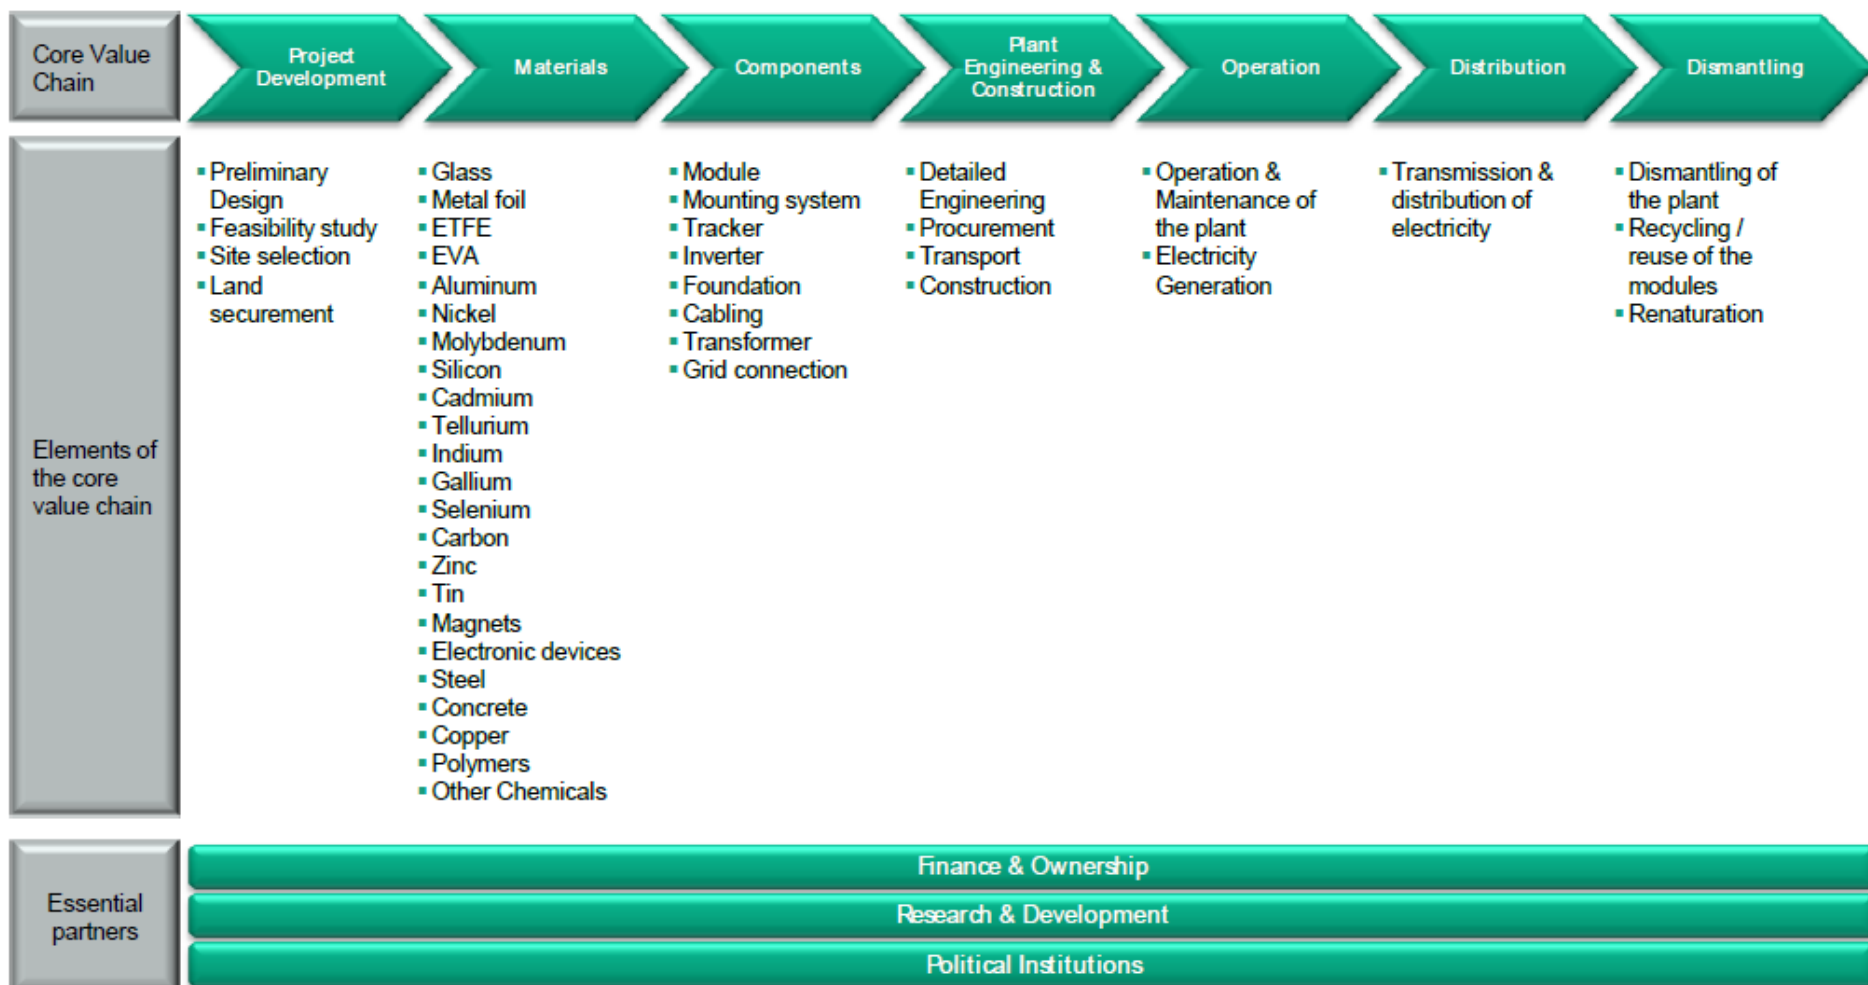 Core Value
Chain
Project
Development
Materials
Components
Plant
Engineering &
Construction
Operation
Distribution
Dismantling
Elements of
the core
value chain
▪ Preliminary
Design
▪ Feasibility study
▪ Site selection
▪ Land
securement
▪ Glass
▪ Metal foil
▪ ETFE
▪ EVA
▪ Aluminum
▪ Nickel
▪ Molybdenum
▪ Silicon
▪ Cadmium
▪ Tellurium
▪ Indium
▪ Gallium
▪ Selenium
▪ Carbon
▪ Zinc
▪ Tin
▪ Magnets
▪ Electronic devices
▪ Steel
▪ Concrete
▪ Copper
▪ Polymers
▪ Other Chemicals
▪ Module
▪ Mounting system
▪ Tracker
▪ Inverter
▪ Foundation
▪ Cabling
▪ Transformer
▪ Grid connection
▪ Detailed
Engineering
▪ Procurement
▪ Transport
▪ Construction
▪ Operation &
Maintenance of
the plant
▪ Electricity
Generation
▪ Transmission &
distribution of
electricity
▪ Dismantling of
the plant
▪ Recycling /
reuse of the
modules
▪ Renaturation
Essential
partners
Finance & Ownership
Research & Development
Political Institutions